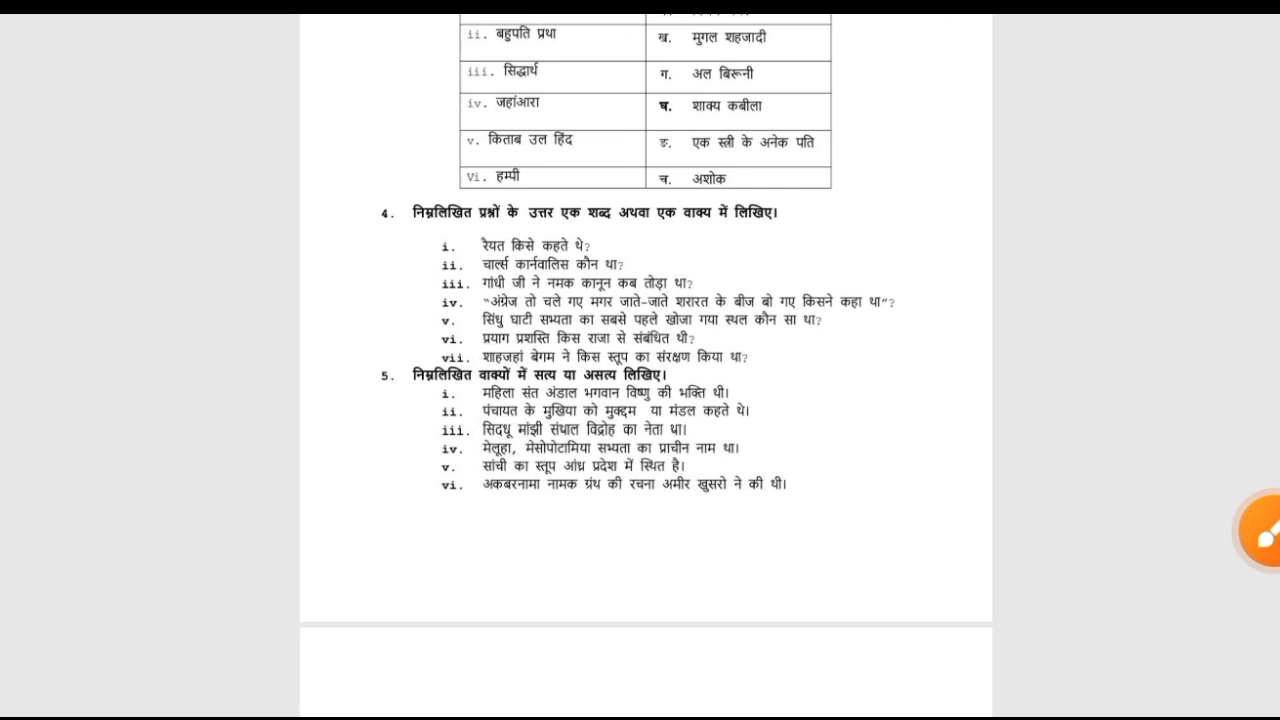 ii. बहुपति प्रथा ख. मुगल शहजादी
iii. सिद्धार्थ ग. अल बिरूनी
iv. जहांआरा घ. शाक्य कबीला
v. किताब उल हिंद ङ. एक स्त्री के अनेक पति
Vi. हम्पी च. अशोक
4. निम्नलिखित प्रश्नों के उत्तर एक शब्द अथवा एक वाक्य में लिखिए।
i. रैयत किसे कहते थे?
ii. चार्ल्स कार्नवालिस कौन था?
iii. गांधी जी ने नमक कानून कब तोड़ा था?
iv. "अंग्रेज तो चले गए मगर जाते-जाते शरारत के बीज बो गए किसने कहा था"?
v. सिंधु घाटी सभ्यता का सबसे पहले खोजा गया स्थल कौन सा था?
vi. प्रयाग प्रशस्ति किस राजा से संबंधित थी?
vii. शाहजहां बेगम ने किस स्तूप का संरक्षण किया था?
5. निम्नलिखित वाक्यों में सत्य या असत्य लिखिए।
i. महिला संत अंडाल भगवान विष्णु की भक्ति थी।
ii. पंचायत के मुखिया को मुक्द्दम या मंडल कहते थे।
iii. सिदधू मांझी संथाल विद्रोह का नेता था।
iv. मेलूहा, मेसोपोटामिया सभ्यता का प्राचीन नाम था।
v. सांची का स्तूप आंध्र प्रदेश में स्थित है।
vi. अकबरनामा नामक ग्रंथ की रचना अमीर खुसरो ने की थी।